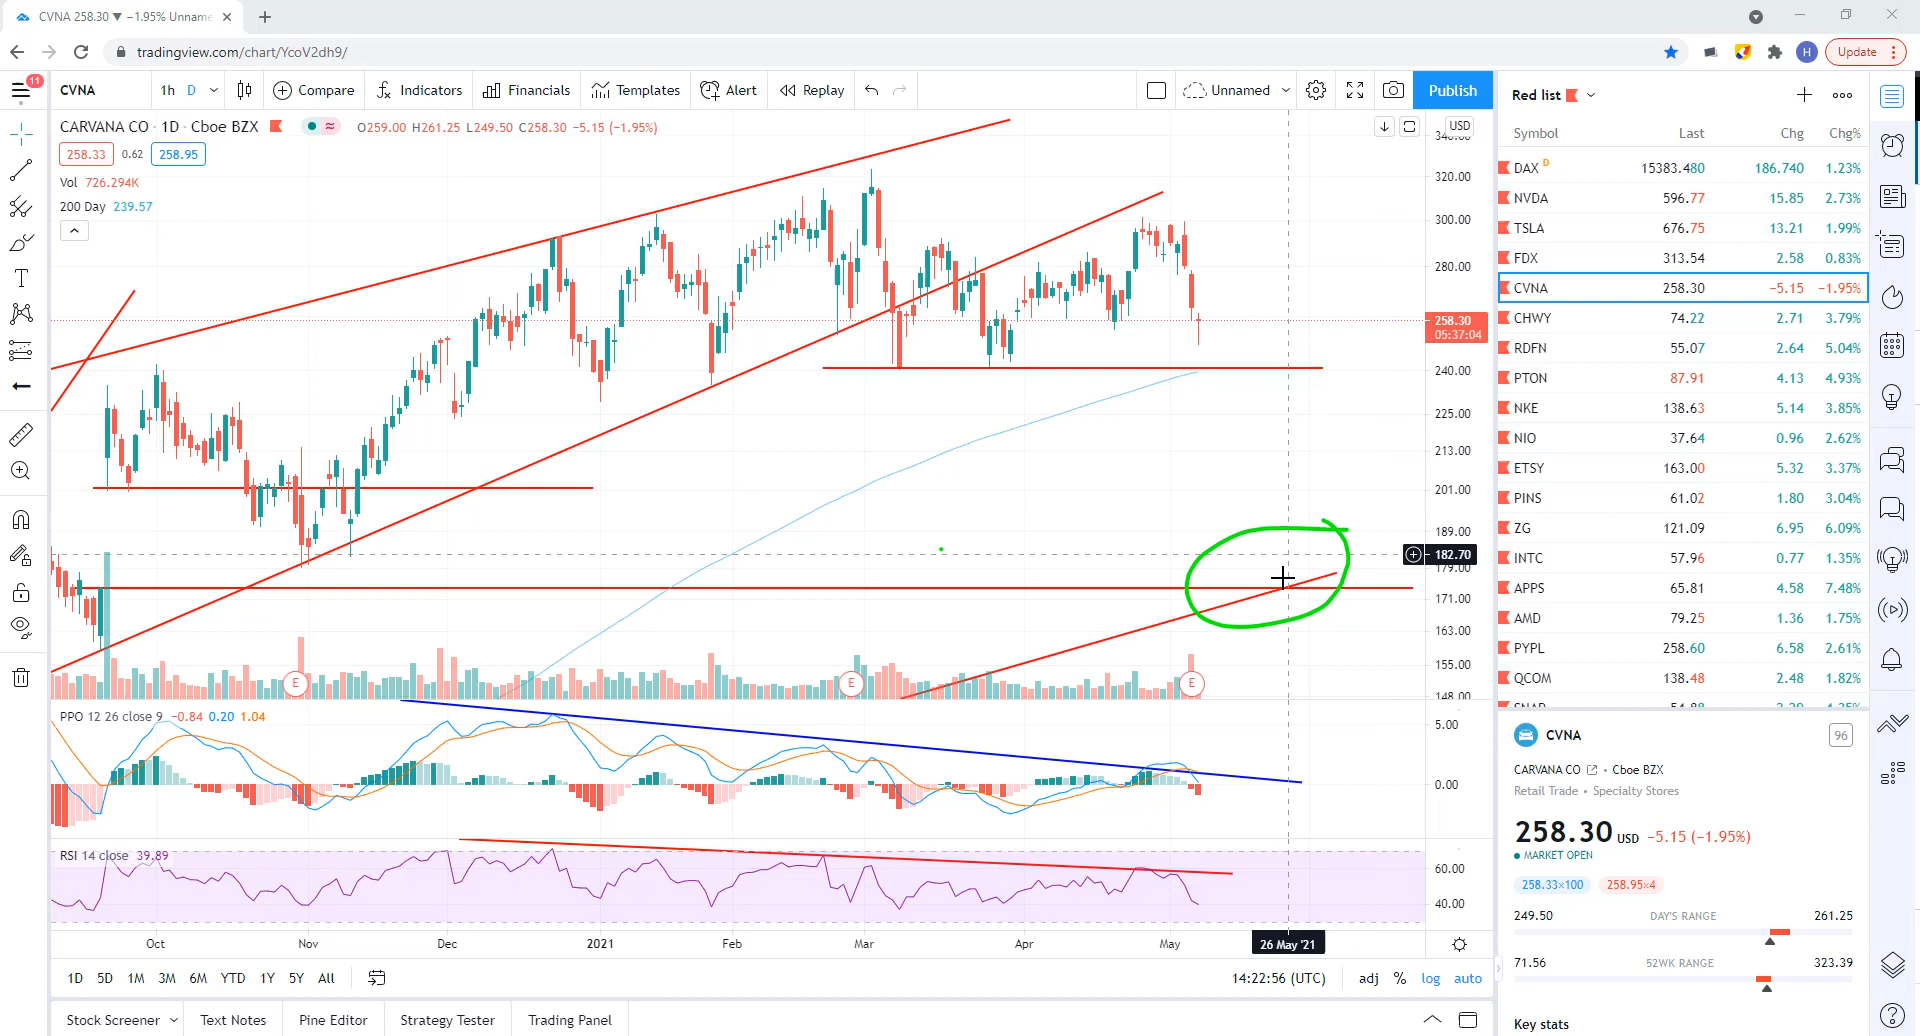 CVNA 258.30 ▼ −1.95% Unname
tradingview.com/chart/YcoV2dh9/
H
Update
11
CVNA
1h D
Compare
Indicators
Financials
Templates
Alert
Replay
Unnamed
Publish
CARVANA CO · 1D · Cboe BZX
O259.00 H261.25 L249.50 C258.30 −5.15 (−1.95%)
258.33 0.62 258.95
Vol 726.294K
200 Day 239.57
USD
320.00
300.00
280.00
258.30
05:37:04
240.00
225.00
213.00
201.00
189.00
182.70
179.00
171.00
163.00
155.00
148.00
E
E
E
PPO 12 26 close 9 −0.84 0.20 1.04
5.00
0.00
RSI 14 close 39.89
60.00
40.00
Oct Nov Dec 2021 Feb Mar Apr May 26 May '21
1D 5D 1M 3M 6M YTD 1Y 5Y All
14:22:56 (UTC) adj % log auto
Stock Screener Text Notes Pine Editor Strategy Tester Trading Panel
Red list
Symbol Last Chg Chg%
DAX D 15383.480 186.740 1.23%
NVDA 596.77 15.85 2.73%
TSLA 676.75 13.21 1.99%
FDX 313.54 2.58 0.83%
CVNA 258.30 −5.15 −1.95%
CHWY 74.22 2.71 3.79%
RDFN 55.07 2.64 5.04%
PTON 87.91 4.13 4.93%
NKE 138.63 5.14 3.85%
NIO 37.64 0.96 2.62%
ETSY 163.00 5.32 3.37%
PINS 61.02 1.80 3.04%
ZG 121.09 6.95 6.09%
INTC 57.96 0.77 1.35%
APPS 65.81 4.58 7.48%
AMD 79.25 1.36 1.75%
PYPL 258.60 6.58 2.61%
QCOM 138.48 2.48 1.82%
CVNA
96
CARVANA CO • Cboe BZX
Retail Trade • Specialty Stores
258.30 USD −5.15 (−1.95%)
MARKET OPEN
258.33×100 258.95×4
249.50 DAY'S RANGE 261.25
71.56 52WK RANGE 323.39
Key stats